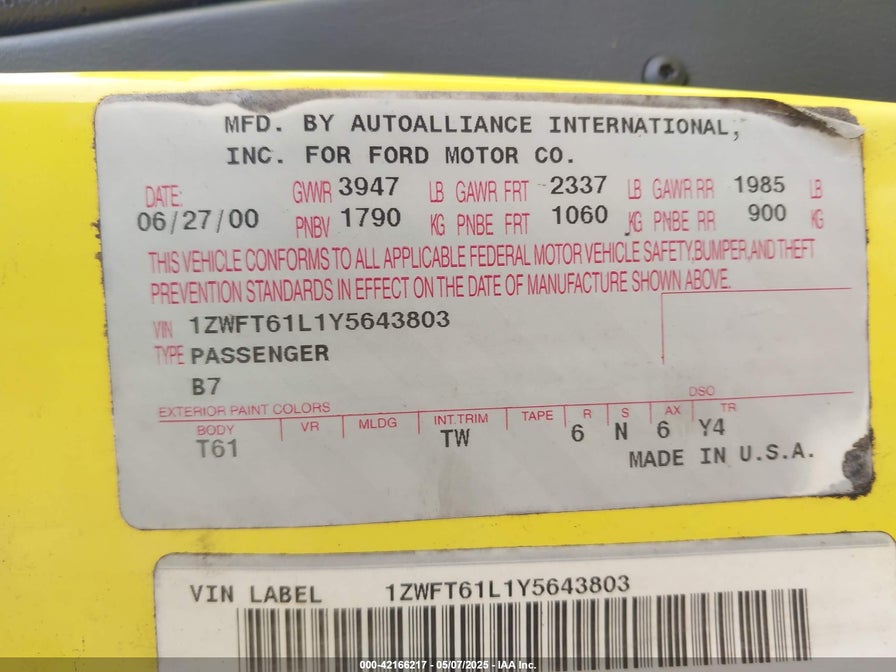 MFD. BY AUTOALLIANCE INTERNATIONAL,
INC. FOR FORD MOTOR CO.
DATE: GVWR 3947 LB GAWR FRT 2337 LB GAWR RR 1985 LB
06/27/00 PNBV 1790 KG PNBE FRT 1060 KG PNBE RR 900 KG
THIS VEHICLE CONFORMS TO ALL APPLICABLE FEDERAL MOTOR VEHICLE SAFETY,BUMPER,AND THEFT
PREVENTION STANDARDS IN EFFECT ON THE DATE OF MANUFACTURE SHOWN ABOVE.
VIN 1ZWFT61L1Y5643803
TYPE PASSENGER
B7
DSO
EXTERIOR PAINT COLORS
BODY VR MLDG INT.TRIM TAPE R S AX TR
T61 TW 6 N 6 Y4
MADE IN U.S.A.
VIN LABEL 1ZWFT61L1Y5643803
000-42166217 - 05/07/2025 - IAA Inc.